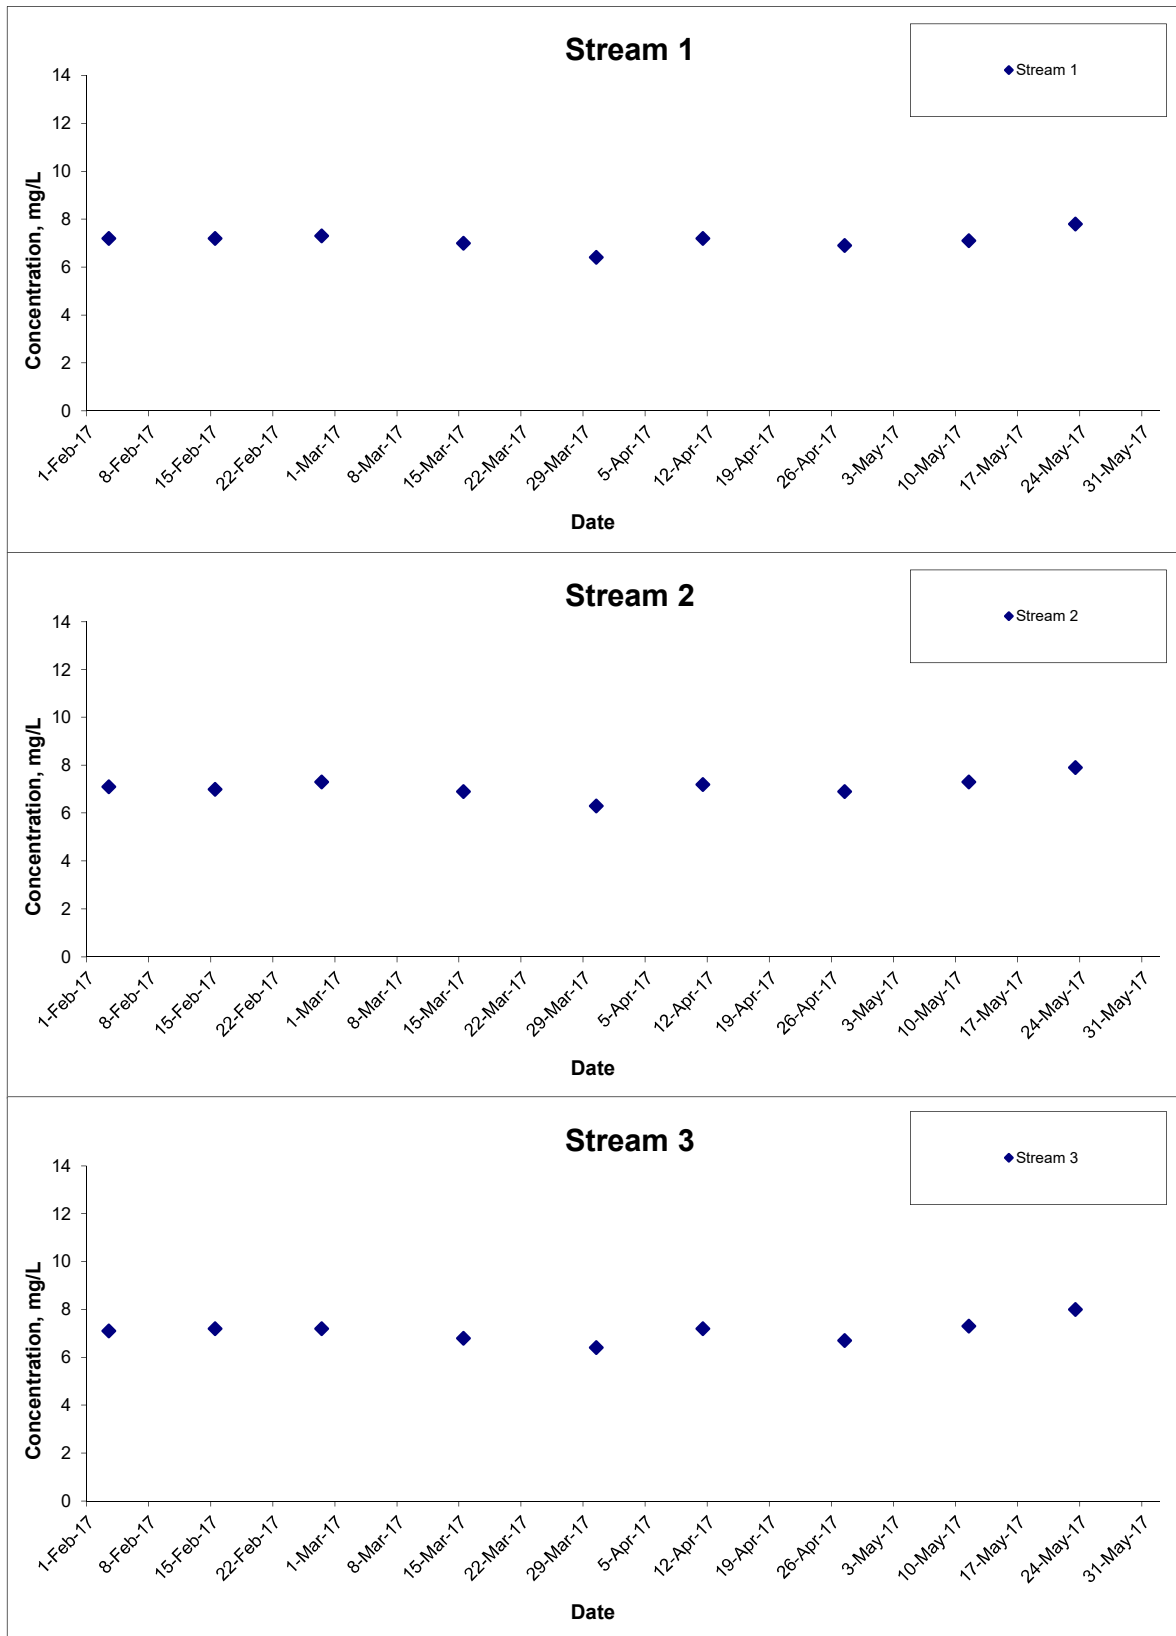 Stream 1
Stream 1
14
12
10
8
6
4
2
0
Concentration, mg/L
1-Feb-17
8-Feb-17
15-Feb-17
22-Feb-17
1-Mar-17
8-Mar-17
15-Mar-17
22-Mar-17
29-Mar-17
5-Apr-17
12-Apr-17
19-Apr-17
26-Apr-17
3-May-17
10-May-17
17-May-17
24-May-17
31-May-17
Date
Stream 2
Stream 2
14
12
10
8
6
4
2
0
Concentration, mg/L
1-Feb-17
8-Feb-17
15-Feb-17
22-Feb-17
1-Mar-17
8-Mar-17
15-Mar-17
22-Mar-17
29-Mar-17
5-Apr-17
12-Apr-17
19-Apr-17
26-Apr-17
3-May-17
10-May-17
17-May-17
24-May-17
31-May-17
Date
Stream 3
Stream 3
14
12
10
8
6
4
2
0
Concentration, mg/L
1-Feb-17
8-Feb-17
15-Feb-17
22-Feb-17
1-Mar-17
8-Mar-17
15-Mar-17
22-Mar-17
29-Mar-17
5-Apr-17
12-Apr-17
19-Apr-17
26-Apr-17
3-May-17
10-May-17
17-May-17
24-May-17
31-May-17
Date